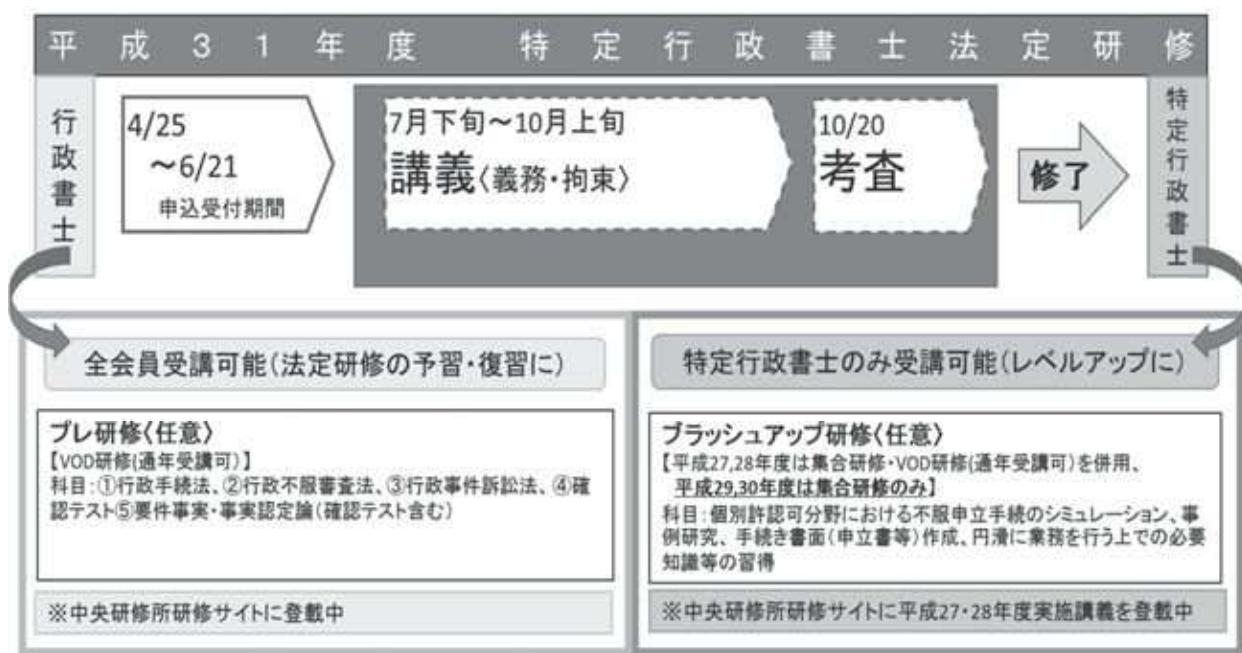 平成31年度 特定行政書士法定研修
行政書士
4/25
～6/21
申込受付期間
7月下旬～10月上旬
講義〈義務・拘束〉
10/20
考査
修了
特定行政書士
全会員受講可能(法定研修の予習・復習に)
プレ研修〈任意〉
【VOD研修(通年受講可)】
科目:①行政手続法、②行政不服審査法、③行政事件訴訟法、④確
認テスト⑤要件事実・事実認定論(確認テスト含む)
※中央研修所研修サイトに登載中
特定行政書士のみ受講可能(レベルアップに)
ブラッシュアップ研修〈任意〉
【平成27,28年度は集合研修・VOD研修(通年受講可)を併用、
平成29,30年度は集合研修のみ】
科目:個別許認可分野における不服申立手続のシミュレーション、事
例研究、手続き書面(申立書等)作成、円滑に業務を行う上での必要
知識等の習得
※中央研修所研修サイトに平成27・28年度実施講義を登載中